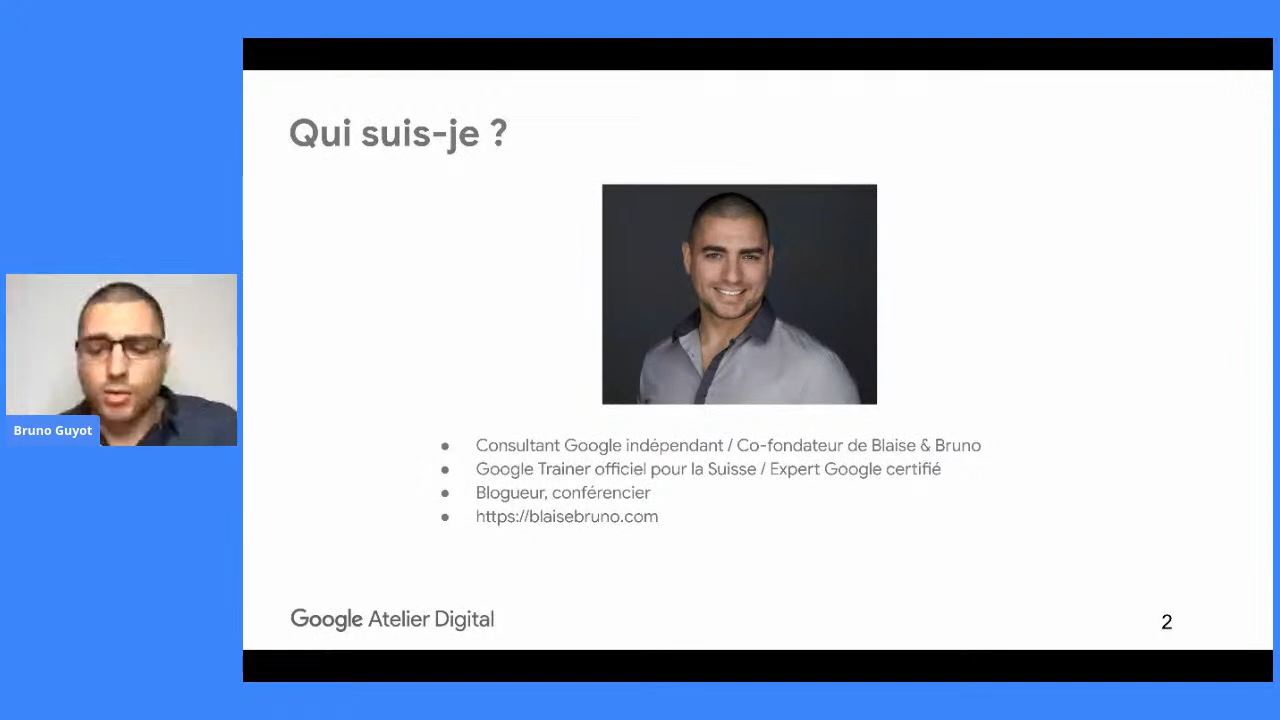 Qui suis-je ?
Bruno Guyot
● Consultant Google indépendant / Co-fondateur de Blaise & Bruno
● Google Trainer officiel pour la Suisse / Expert Google certifié
● Blogueur, conférencier
● https://blaisebruno.com
Google Atelier Digital
2